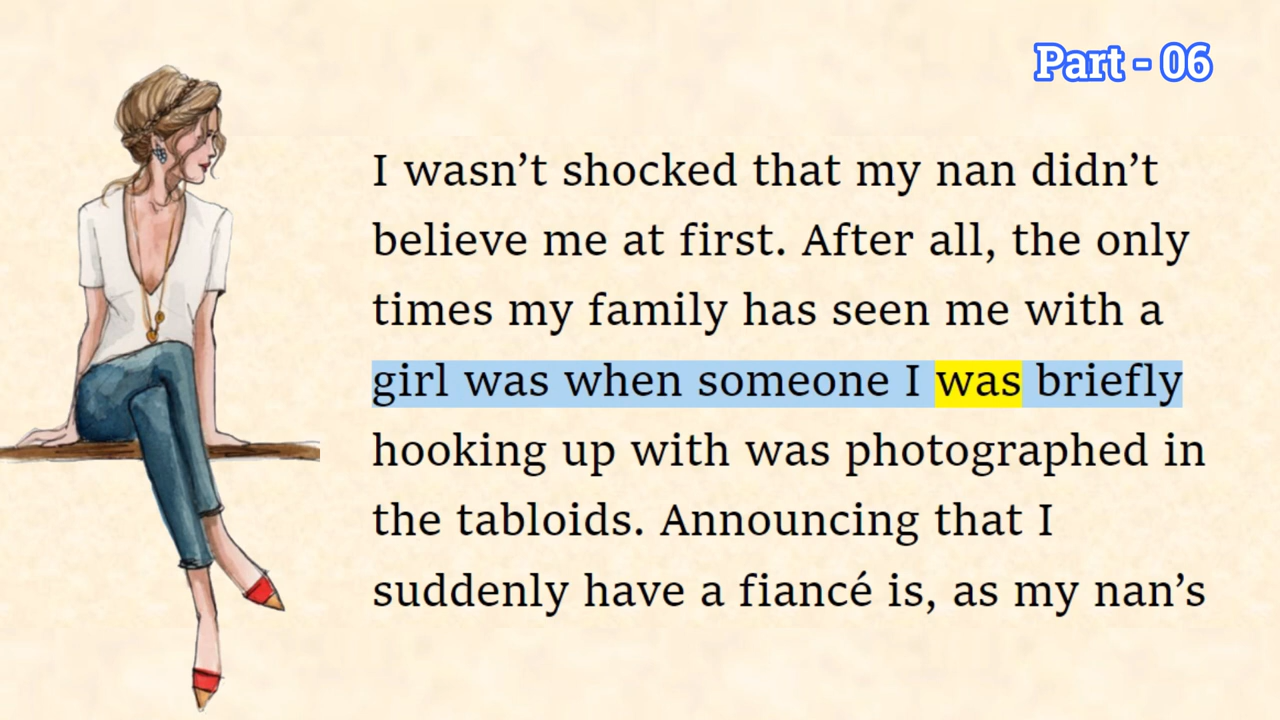 Part - 06
I wasn’t shocked that my nan didn’t
believe me at first. After all, the only
times my family has seen me with a
girl was when someone I was briefly
hooking up with was photographed in
the tabloids. Announcing that I
suddenly have a fiancé is, as my nan’s